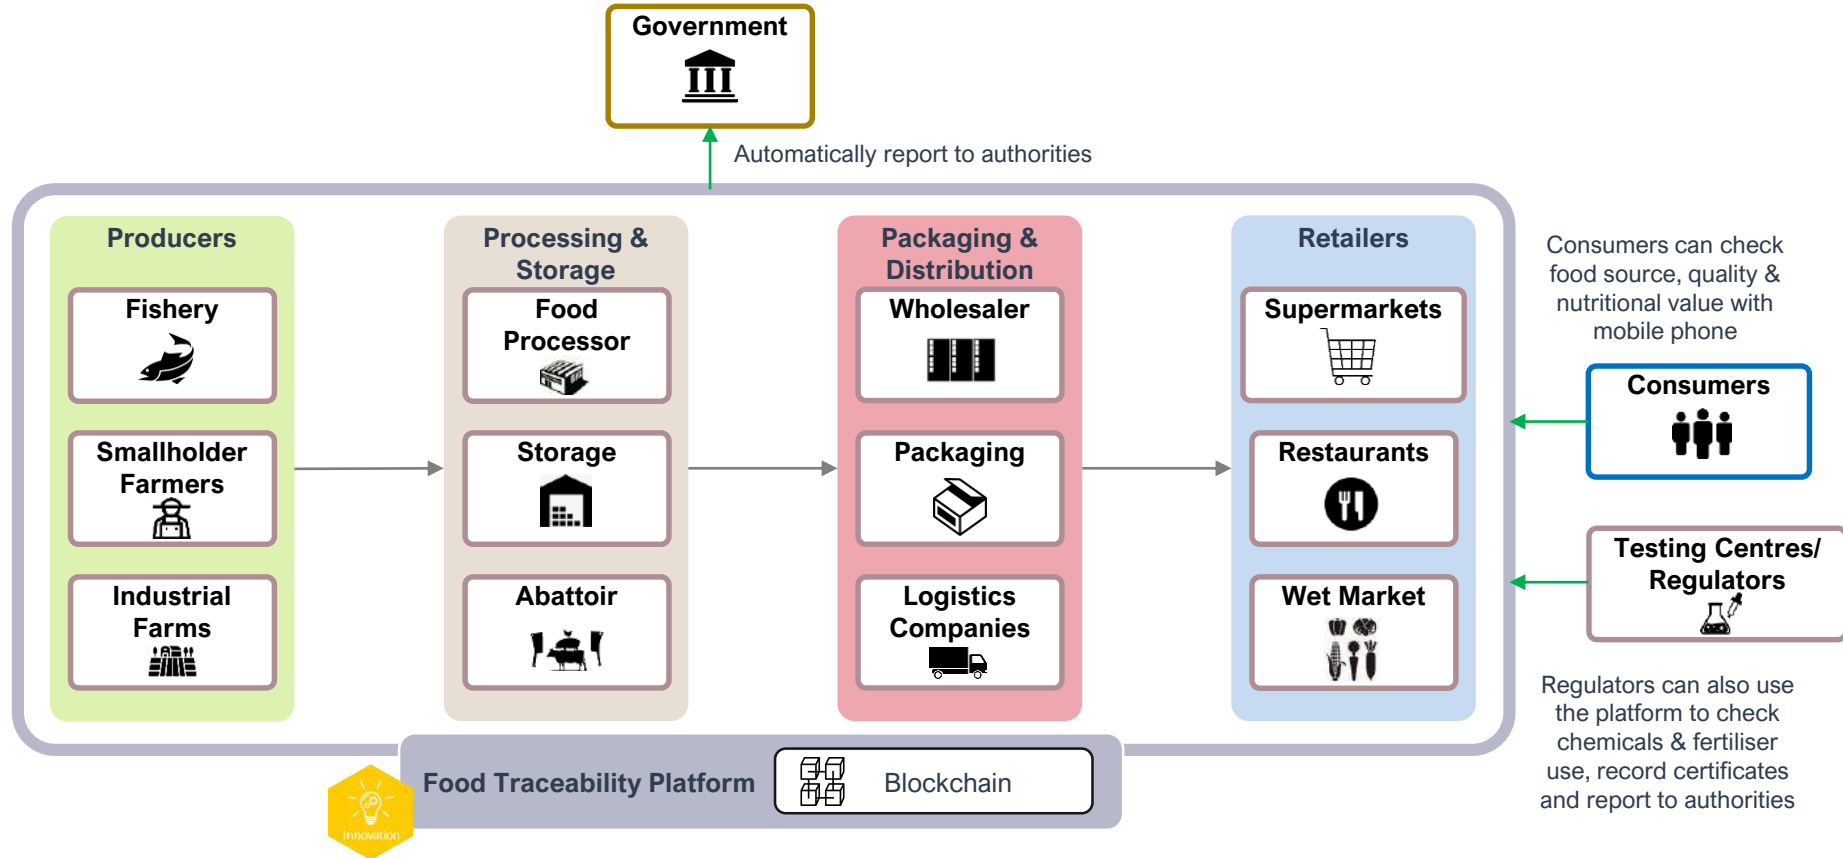 Government
Automatically report to authorities
Producers
Fishery
Smallholder
Farmers
Industrial
Farms
Processing &
Storage
Food
Processor
Storage
Abattoir
Packaging &
Distribution
Wholesaler
Packaging
Logistics
Companies
Retailers
Supermarkets
Restaurants
Wet Market
Consumers can check
food source, quality &
nutritional value with
mobile phone
Consumers
Testing Centres/
Regulators
Regulators can also use
the platform to check
chemicals & fertiliser
use, record certificates
and report to authorities
Food Traceability Platform
Blockchain
Innovation